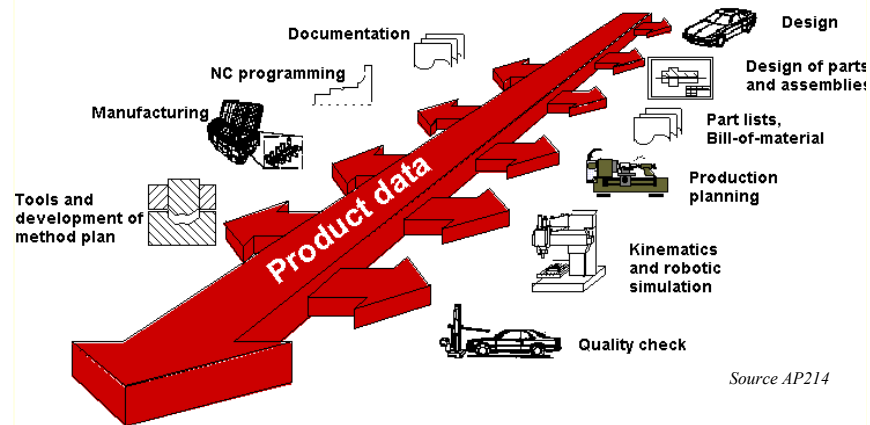 Design
Documentation
Design of parts
and assemblies
NC programming
Manufacturing
Part lists,
Bill-of-material
Production
planning
Product data
Tools and
development of
method plan
Kinematics
and robotic
simulation
Quality check
Source AP214